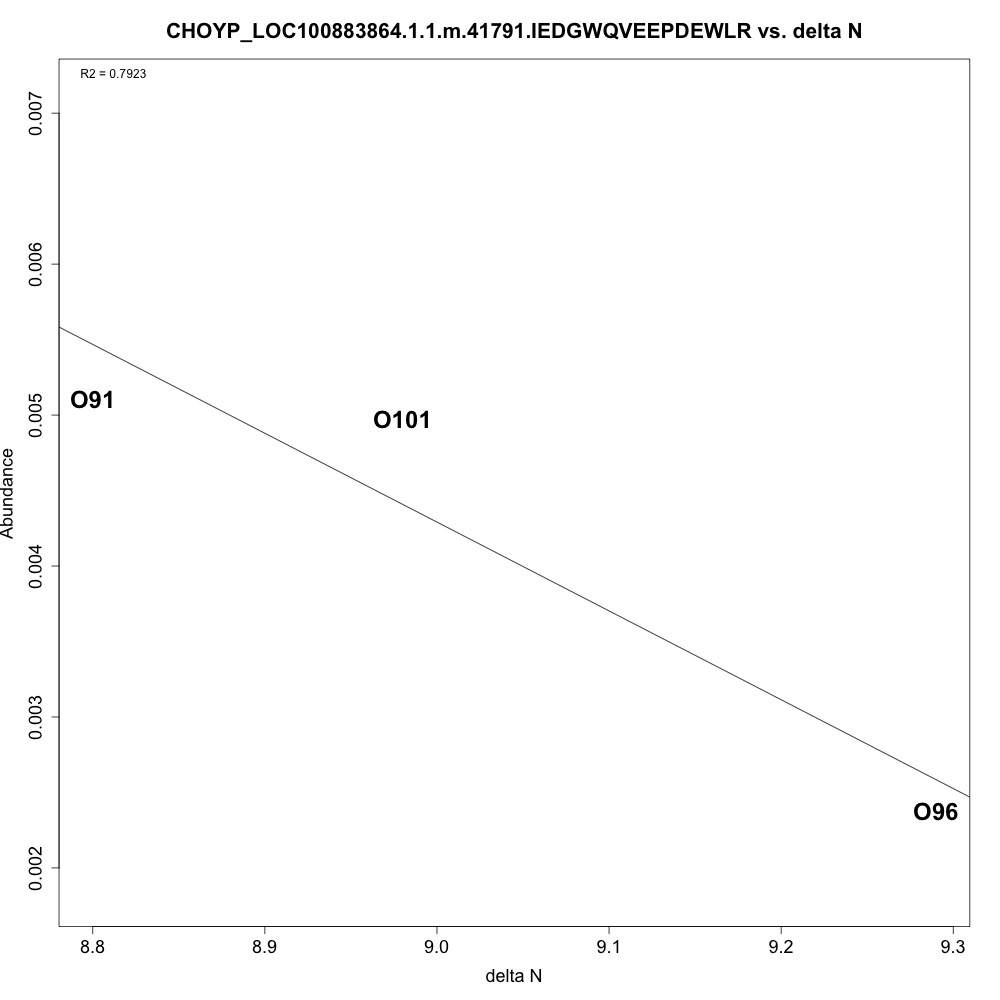 CHOYP_LOC100883864.1.1.m.41791.IEDGWQVEEPDEWLR vs. delta N
R2 = 0.7923
0.007
0.006
0.005
0.004
0.003
0.002
Abundance
O91
O101
O96
8.8 8.9 9.0 9.1 9.2 9.3
delta N